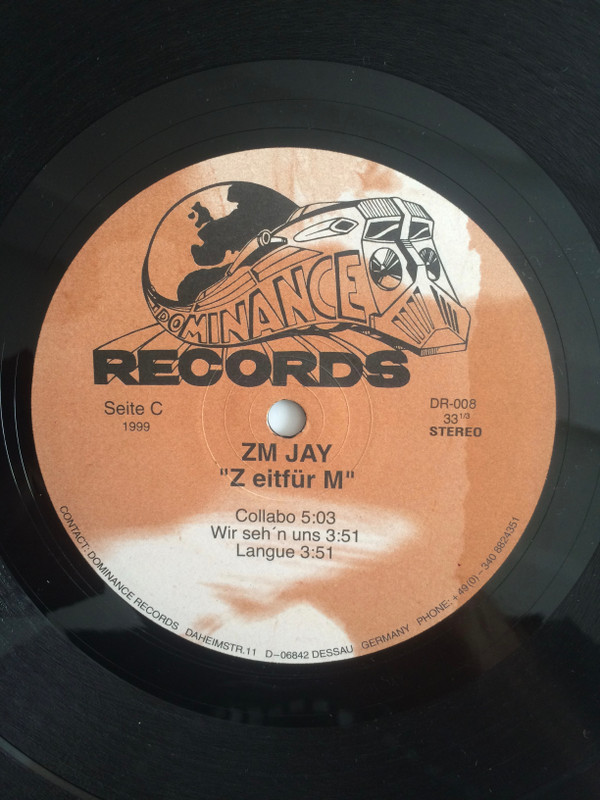 DOMINANCE
RECORDS
Seite C
1999
DR-008
33 1/3
STEREO
ZM JAY
"Z eitfür M"
Collabo 5:03
Wir seh´n uns 3:51
Langue 3:51
CONTACT: DOMINANCE RECORDS DAHEIMSTR.11 D-06842 DESSAU GERMANY PHONE: +49(0)-340 8824351